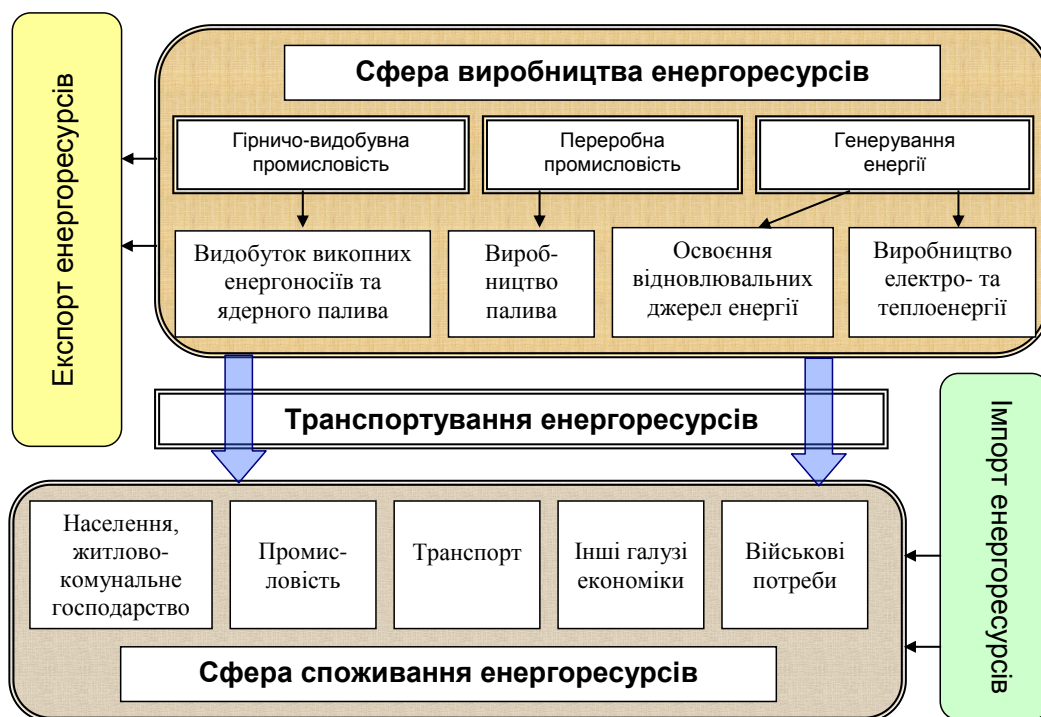 Експорт енергоресурсів
Сфера виробництва енергоресурсів
Гірничо-видобувна
промисловість
Переробна
промисловість
Генерування
енергії
Видобуток викопних
енергоносіїв та
ядерного палива
Вироб-
ництво
палива
Освоєння
відновлювальних
джерел енергії
Виробництво
електро- та
теплоенергії
Транспортування енергоресурсів
Імпорт енергоресурсів
Населення,
житлово-
комунальне
господарство
Промис-
ловість
Транспорт
Інші галузі
економіки
Військові
потреби
Сфера споживання енергоресурсів